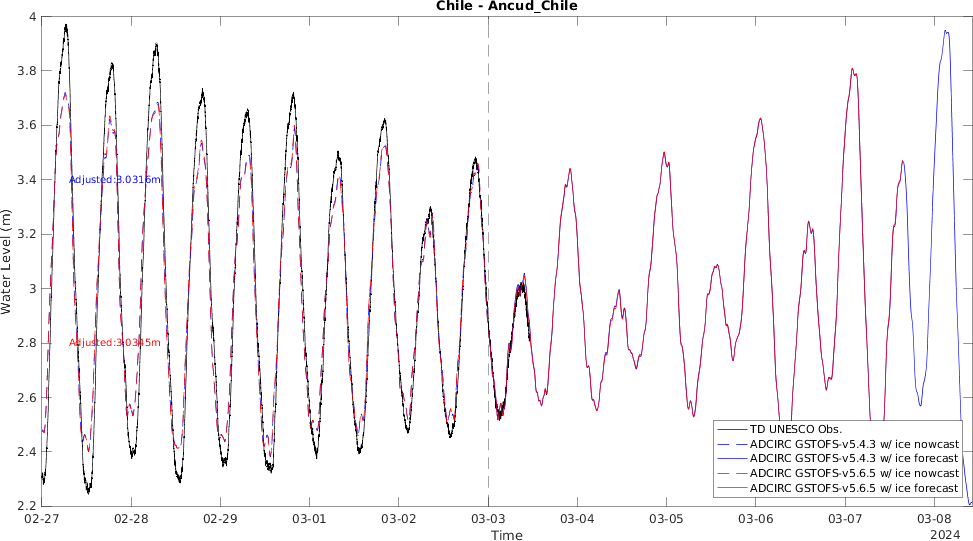 Chile - Ancud_Chile
4
3.8
3.6
3.4
3.2
3
2.8
2.6
2.4
2.2
Water Level (m)
Adjusted:3.0316m
Adjusted:3.0345m
TD UNESCO Obs.
ADCIRC GSTOFS-v5.4.3 w/ ice nowcast
ADCIRC GSTOFS-v5.4.3 w/ ice forecast
ADCIRC GSTOFS-v5.6.5 w/ ice nowcast
ADCIRC GSTOFS-v5.6.5 w/ ice forecast
02-27 02-28 02-29 03-01 03-02 03-03 03-04 03-05 03-06 03-07 03-08
Time
2024